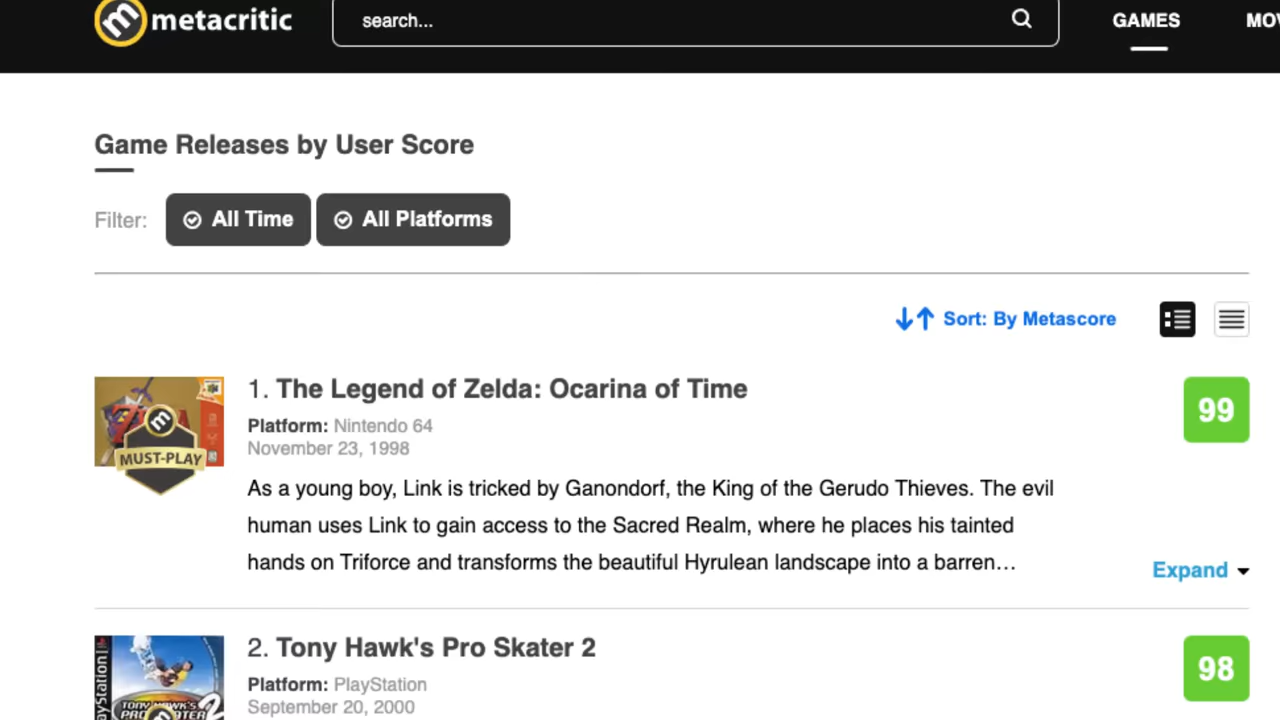 metacritic
search...
GAMES
Game Releases by User Score
Filter:
All Time
All Platforms
Sort: By Metascore
1. The Legend of Zelda: Ocarina of Time
99
Platform: Nintendo 64
November 23, 1998
MUST-PLAY
As a young boy, Link is tricked by Ganondorf, the King of the Gerudo Thieves. The evil
human uses Link to gain access to the Sacred Realm, where he places his tainted
hands on Triforce and transforms the beautiful Hyrulean landscape into a barren...
Expand
2. Tony Hawk's Pro Skater 2
98
Platform: PlayStation
September 20, 2000